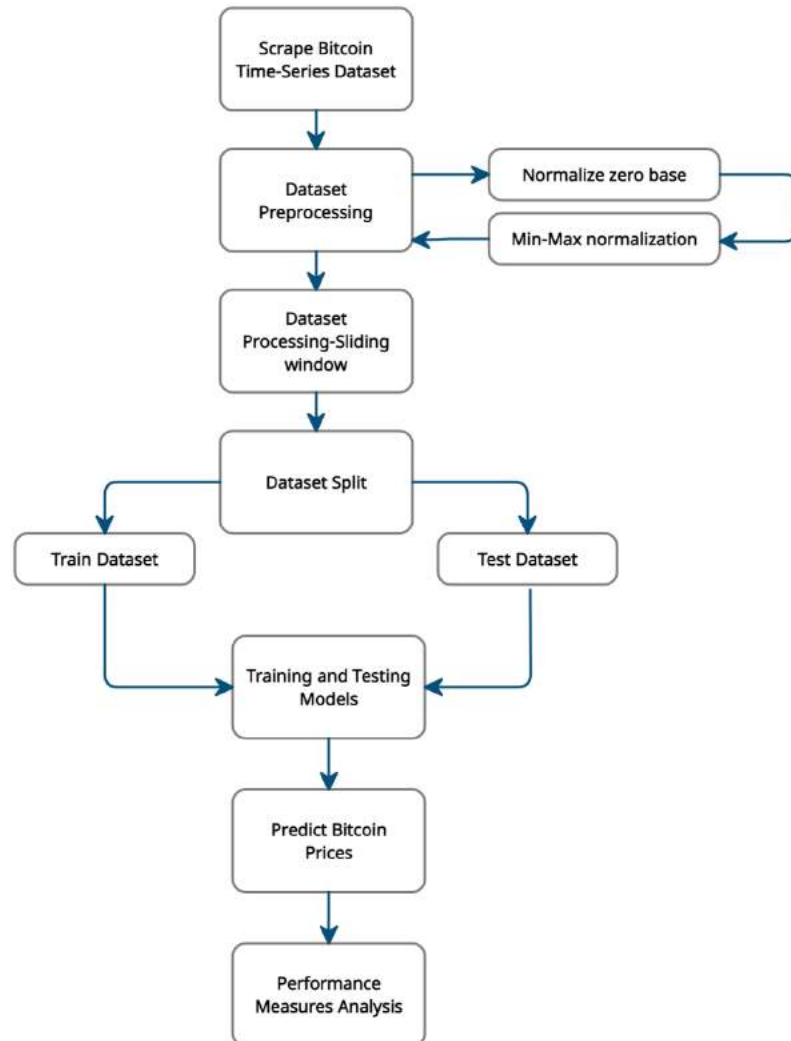 Scrape Bitcoin
Time-Series Dataset
Dataset
Preprocessing
Normalize zero base
Min-Max normalization
Dataset
Processing-Sliding
window
Dataset Split
Train Dataset
Test Dataset
Training and Testing
Models
Predict Bitcoin
Prices
Performance
Measures Analysis